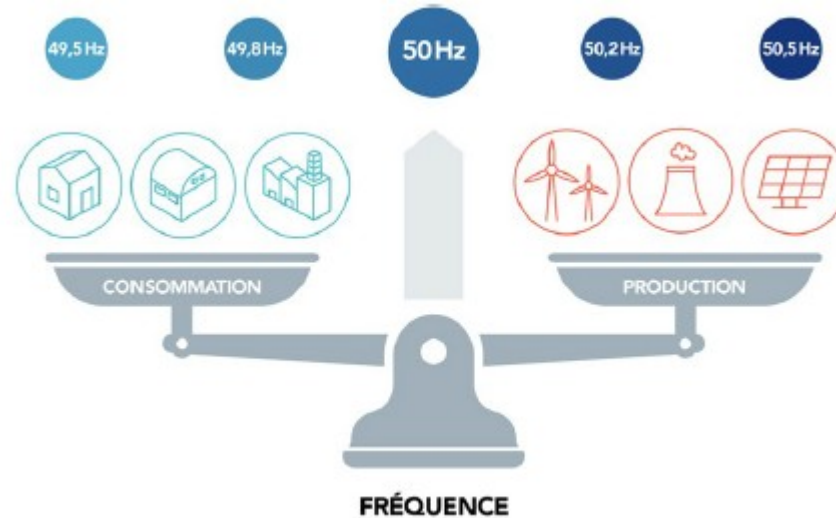 49,5 Hz
49,8 Hz
50 Hz
50,2 Hz
50,5 Hz
CONSOMMATION
PRODUCTION
FRÉQUENCE